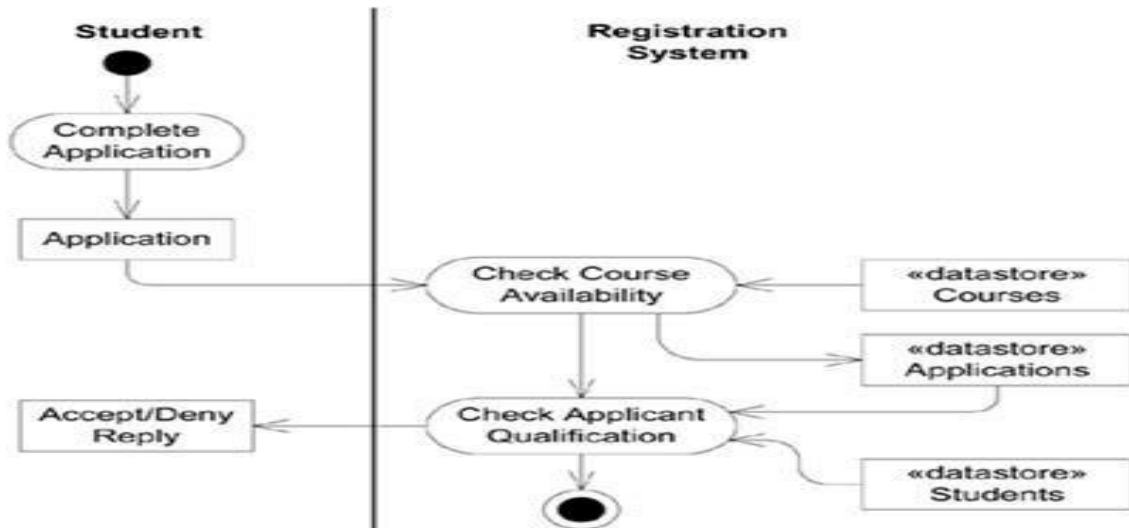 Student
Registration
System
Complete
Application
Application
Check Course
Availability
«datastore»
Courses
«datastore»
Applications
Accept/Deny
Reply
Check Applicant
Qualification
«datastore»
Students